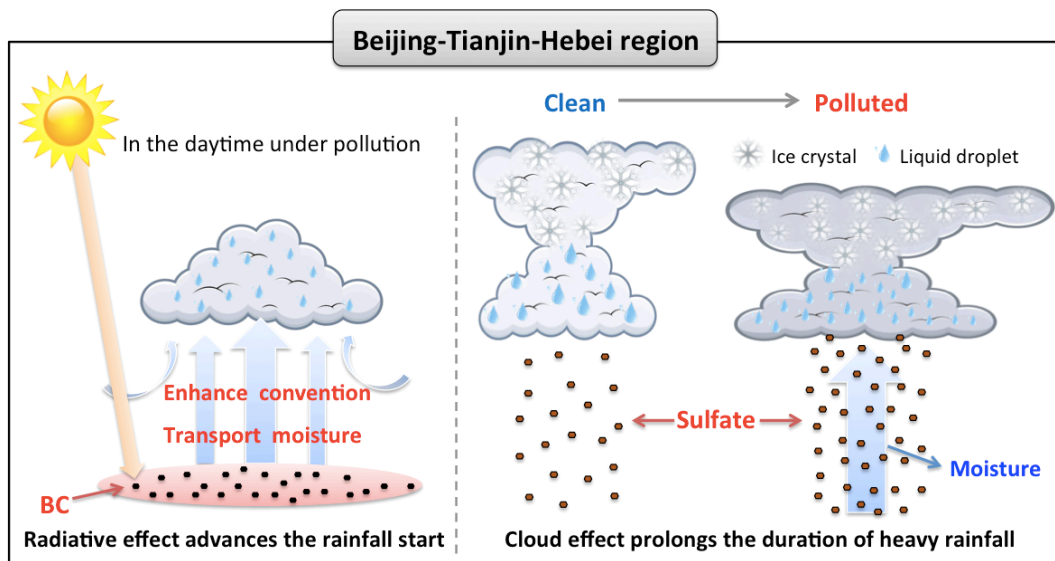 Beijing-Tianjin-Hebei region
In the daytime under pollution
Enhance convention
Transport moisture
BC
Radiative effect advances the rainfall start
Clean
Polluted
Ice crystal
Liquid droplet
Sulfate
Moisture
Cloud effect prolongs the duration of heavy rainfall